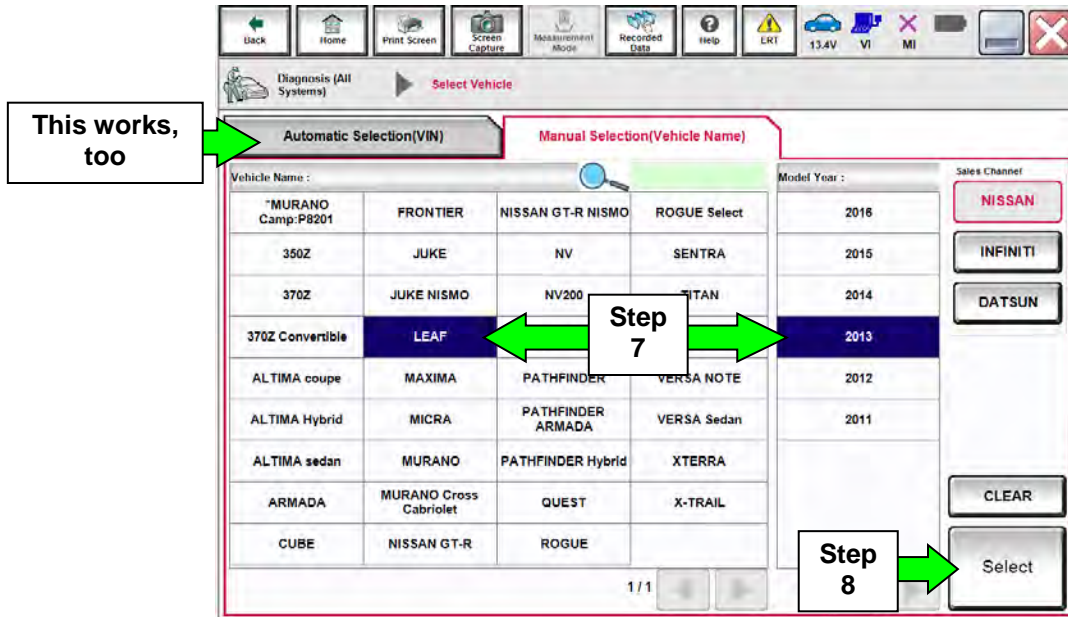 Back
Home
Print Screen
Screen
Capture
Measurement
Mode
Recorded
Data
Help
ERT
13.4V
VI
MI
Diagnosis (All
Systems)
Select Vehicle
This works,
too
Automatic Selection(VIN)
Manual Selection(Vehicle Name)
Vehicle Name :
Model Year :
Sales Channel
*MURANO
Camp:P8201
FRONTIER
NISSAN GT-R NISMO
ROGUE Select
2016
NISSAN
350Z
JUKE
NV
SENTRA
2015
INFINITI
370Z
JUKE NISMO
NV200
TITAN
2014
DATSUN
370Z Convertible
LEAF
Step
7
2013
ALTIMA coupe
MAXIMA
PATHFINDER
VERSA NOTE
2012
ALTIMA Hybrid
MICRA
PATHFINDER
ARMADA
VERSA Sedan
2011
ALTIMA sedan
MURANO
PATHFINDER Hybrid
XTERRA
ARMADA
MURANO Cross
Cabriolet
QUEST
X-TRAIL
CLEAR
CUBE
NISSAN GT-R
ROGUE
Step
8
Select
1/1